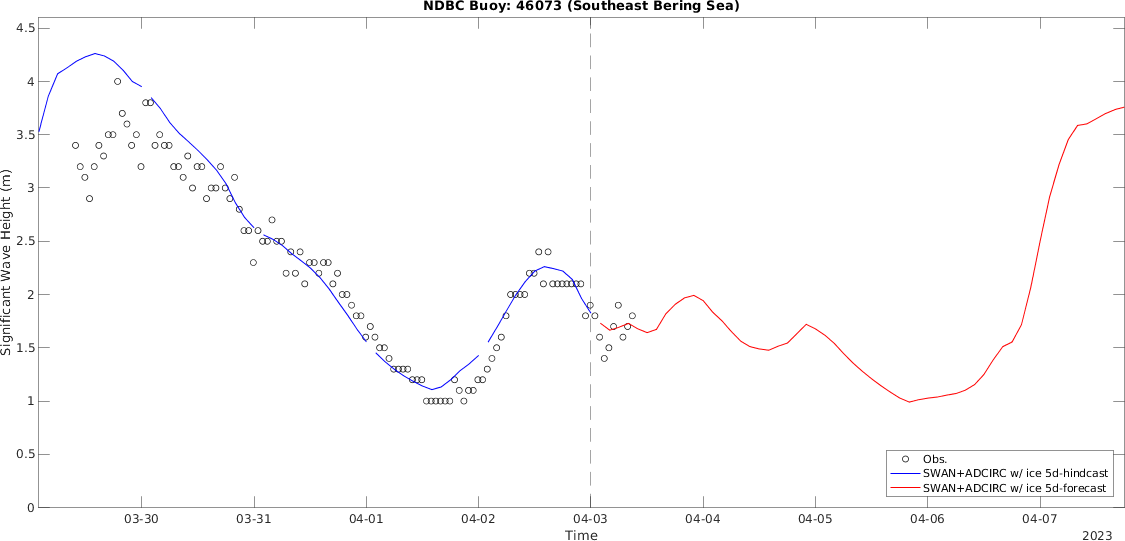 NDBC Buoy: 46073 (Southeast Bering Sea)
4.5
4
3.5
3
2.5
2
1.5
1
0.5
0
Significant Wave Height (m)
Obs.
SWAN+ADCIRC w/ ice 5d-hindcast
SWAN+ADCIRC w/ ice 5d-forecast
03-30 03-31 04-01 04-02 04-03 04-04 04-05 04-06 04-07
Time
2023